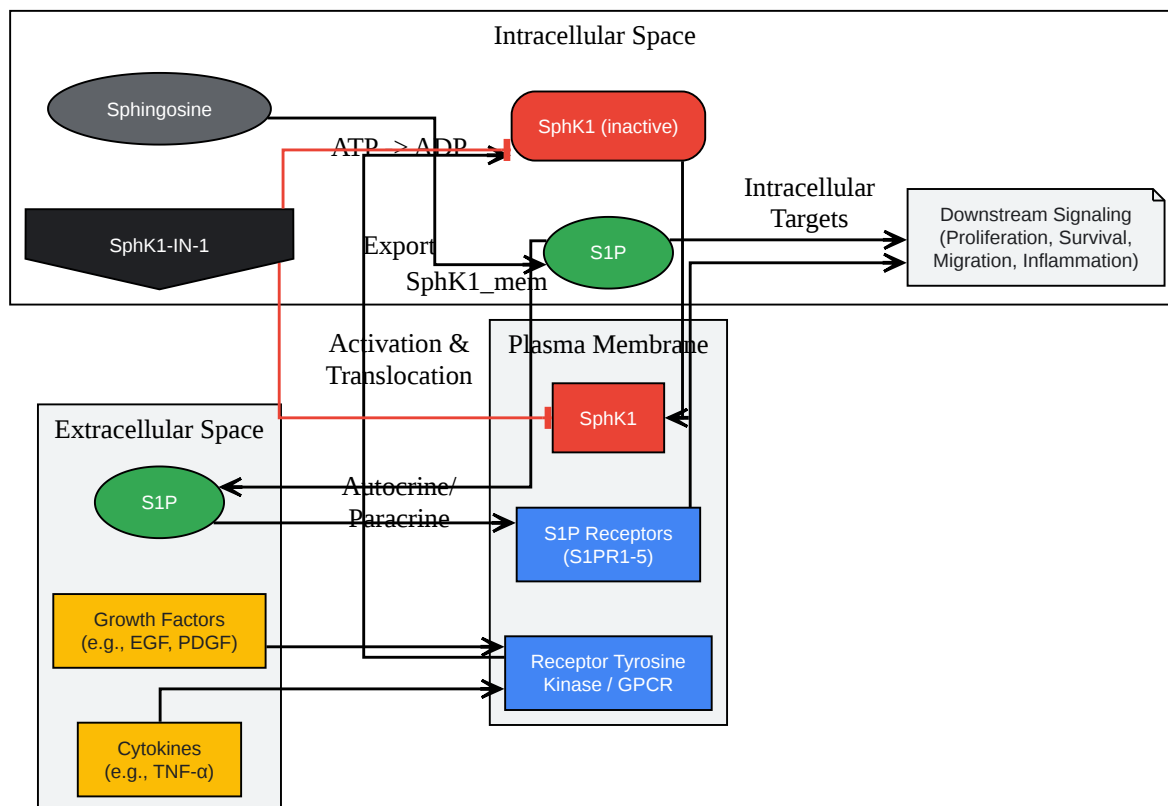 Intracellular Space
Sphingosine
SphK1 (inactive)
ATP -> ADP
Intracellular
Targets
Downstream Signaling
(Proliferation, Survival,
Migration, Inflammation)
SphK1-IN-1
Export
S1P
SphK1_mem
Activation &
Translocation
Plasma Membrane
SphK1
Extracellular Space
S1P
Autocrine/
Paracrine
S1P Receptors
(S1PR1-5)
Growth Factors
(e.g., EGF, PDGF)
Receptor Tyrosine
Kinase / GPCR
Cytokines
(e.g., TNF-α)